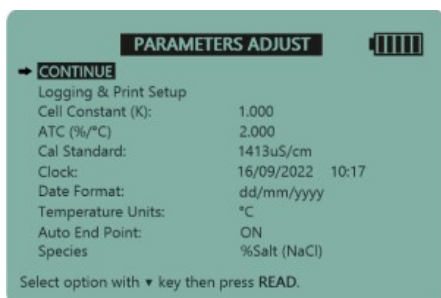 PARAMETERS ADJUST
➡ CONTINUE
Logging & Print Setup
Cell Constant (K): 1.000
ATC (%/°C) 2.000
Cal Standard: 1413uS/cm
Clock: 16/09/2022 10:17
Date Format: dd/mm/yyyy
Temperature Units: °C
Auto End Point: ON
Species %Salt (NaCl)
Select option with ▼ key then press READ.